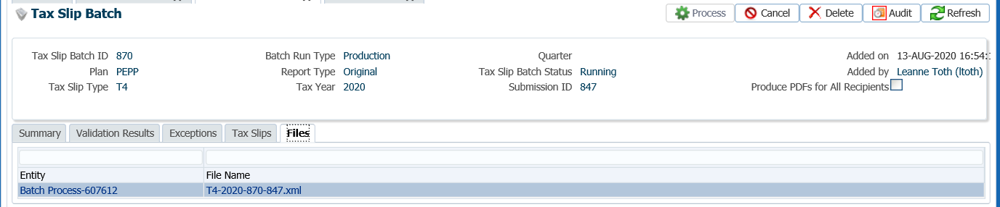 Tax Slip Batch
Process Cancel Delete Audit Refresh
Tax Slip Batch ID 870 Batch Run Type Production Quarter Added on 13-AUG-2020 16:54:
Plan PEPP Report Type Original Tax Slip Batch Status Running Added by Leanne Toth (ltoth)
Tax Slip Type T4 Tax Year 2020 Submission ID 847 Produce PDFs for All Recipients
Summary Validation Results Exceptions Tax Slips Files
Entity File Name
Batch Process-607612 T4-2020-870-847.xml